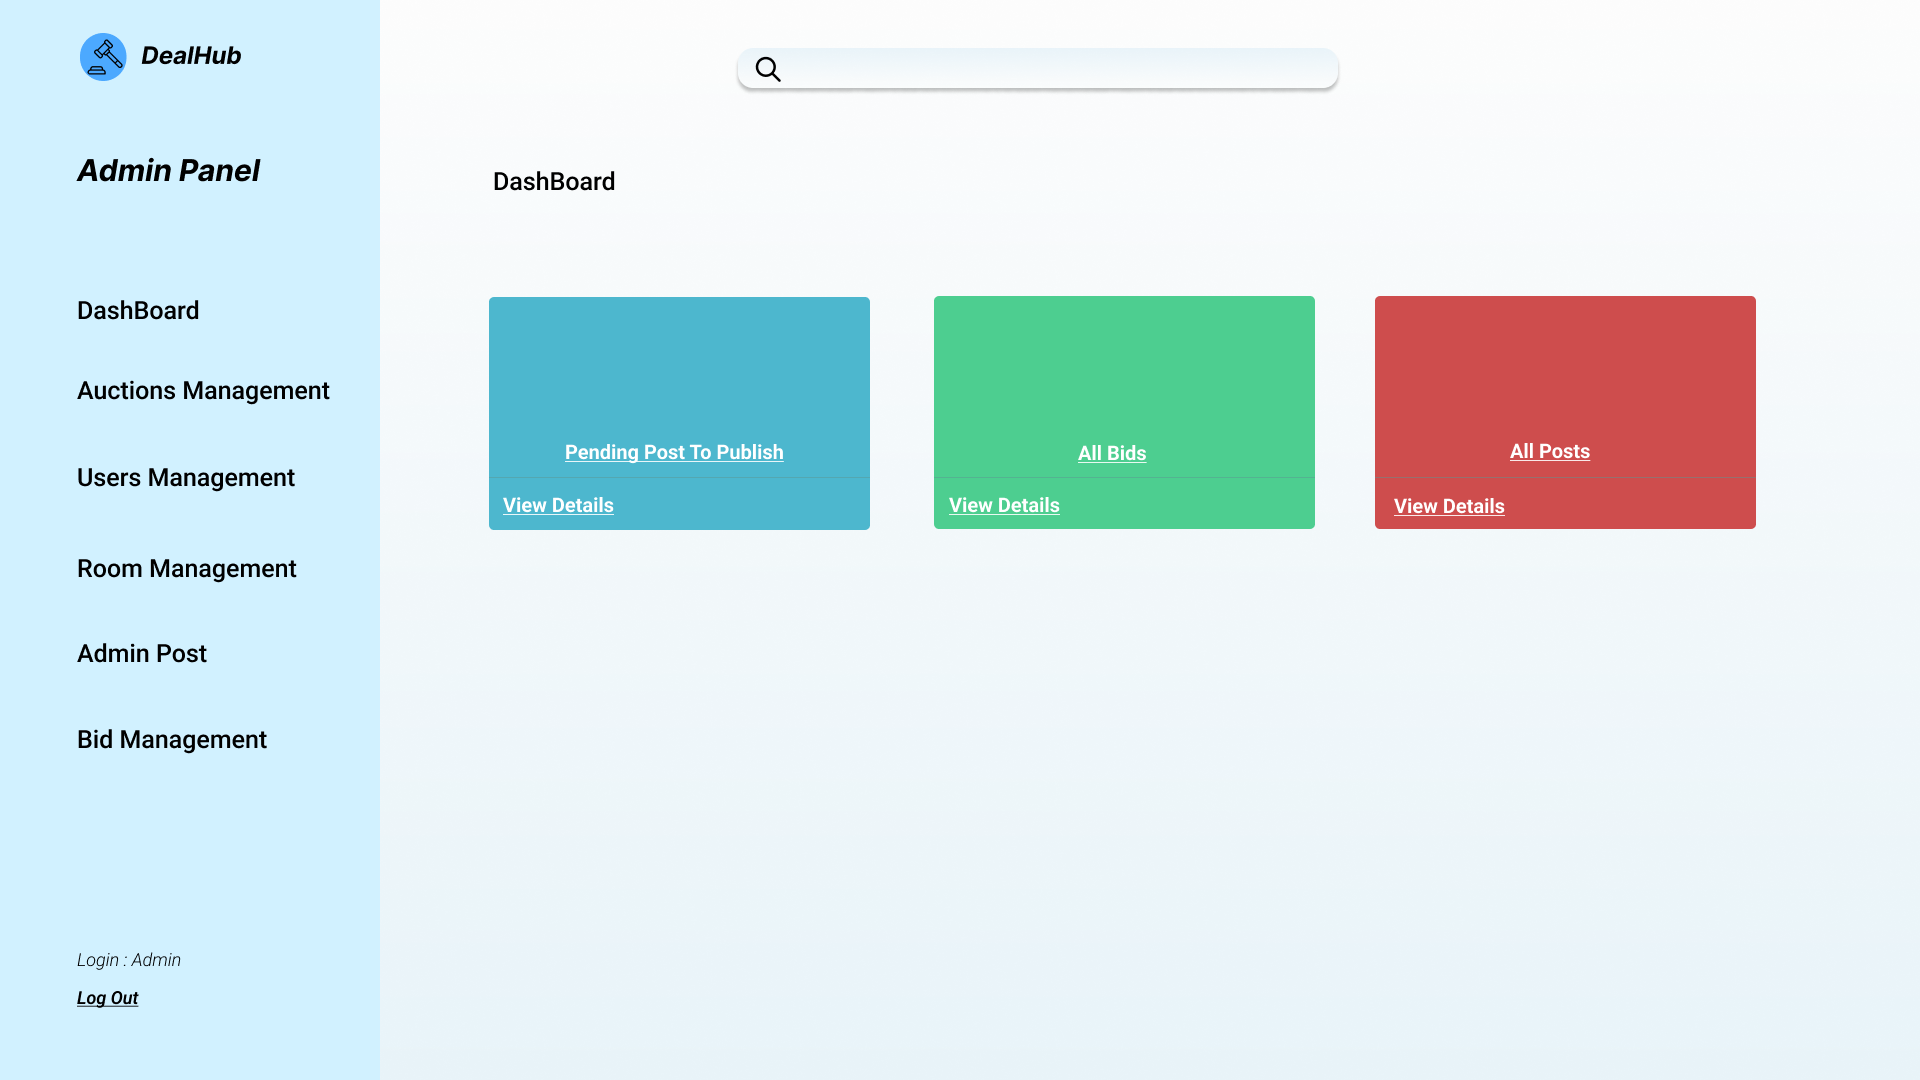 DealHub
Admin Panel
DashBoard
Auctions Management
Users Management
Room Management
Admin Post
Bid Management
Login : Admin
Log Out
DashBoard
Pending Post To Publish
View Details
All Bids
View Details
All Posts
View Details